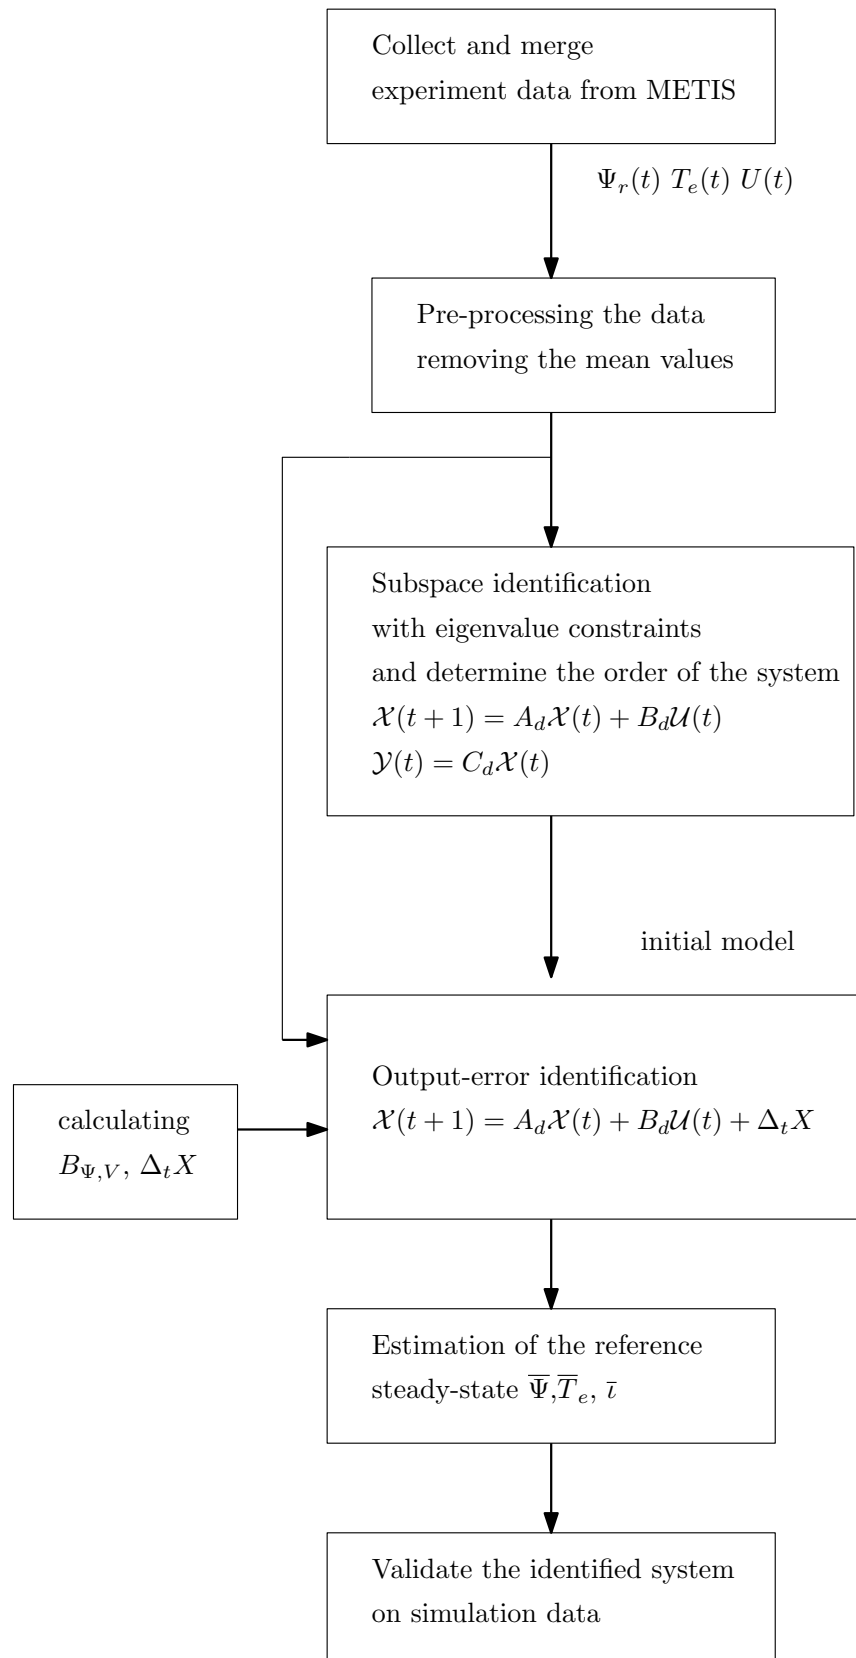 Collect and merge
experiment data from METIS
Ψ_r(t) T_e(t) U(t)
Pre-processing the data
removing the mean values
Subspace identification
with eigenvalue constraints
and determine the order of the system
𝒳(t + 1) = A_d𝒳(t) + B_d𝒰(t)
𝒴(t) = C_d𝒳(t)
initial model
Output-error identification
𝒳(t + 1) = A_d𝒳(t) + B_d𝒰(t) + Δ_tX
calculating
B_{Ψ,V}, Δ_tX
Estimation of the reference
steady-state Ψ̅,T̅_e, ῑ
Validate the identified system
on simulation data